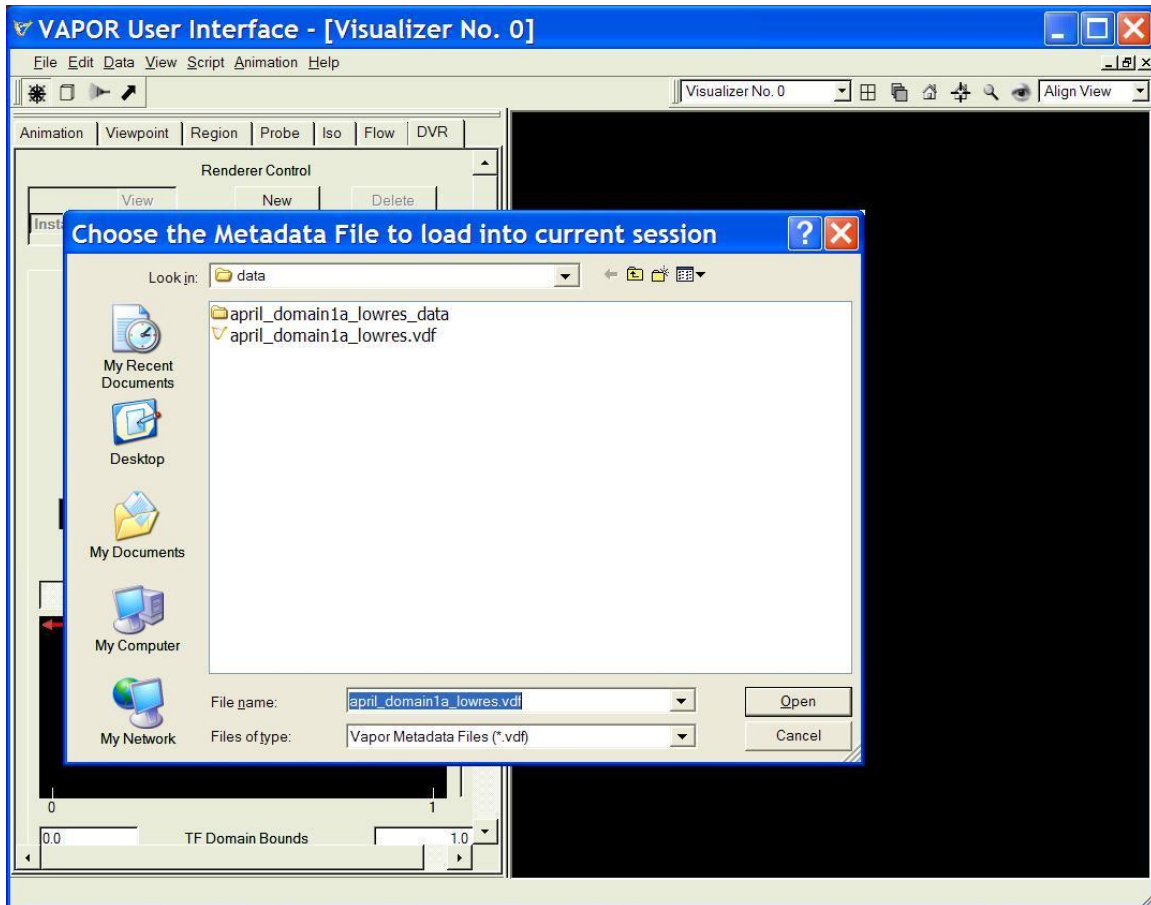 VAPOR User Interface - [Visualizer No. 0]
File Edit Data View Script Animation Help
Visualizer No. 0 Align View
Animation Viewpoint Region Probe Iso Flow DVR
Renderer Control
View New Delete
Insta
Choose the Metadata File to load into current session
Look in: data
april_domain1a_lowres_data
april_domain1a_lowres.vdf
My Recent
Documents
Desktop
My Documents
My Computer
My Network
File name: april_domain1a_lowres.vdf Open
Files of type: Vapor Metadata Files (*.vdf) Cancel
0 1
0.0 TF Domain Bounds 1.0